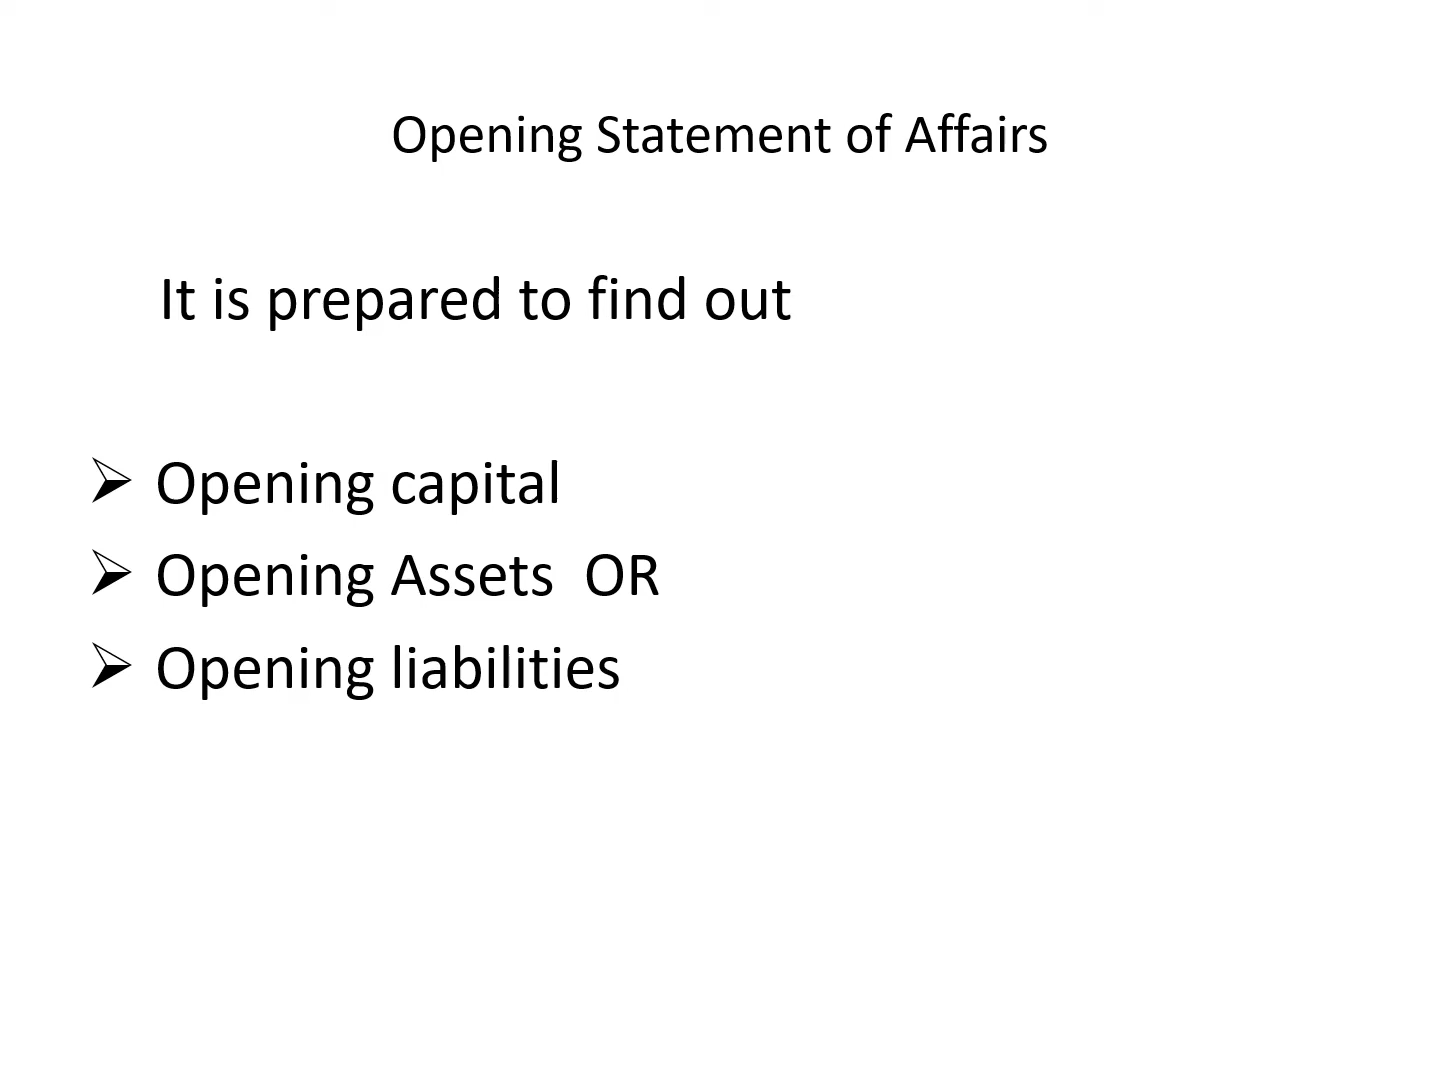 Opening Statement of Affairs
It is prepared to find out
➢ Opening capital
➢ Opening Assets  OR
➢ Opening liabilities